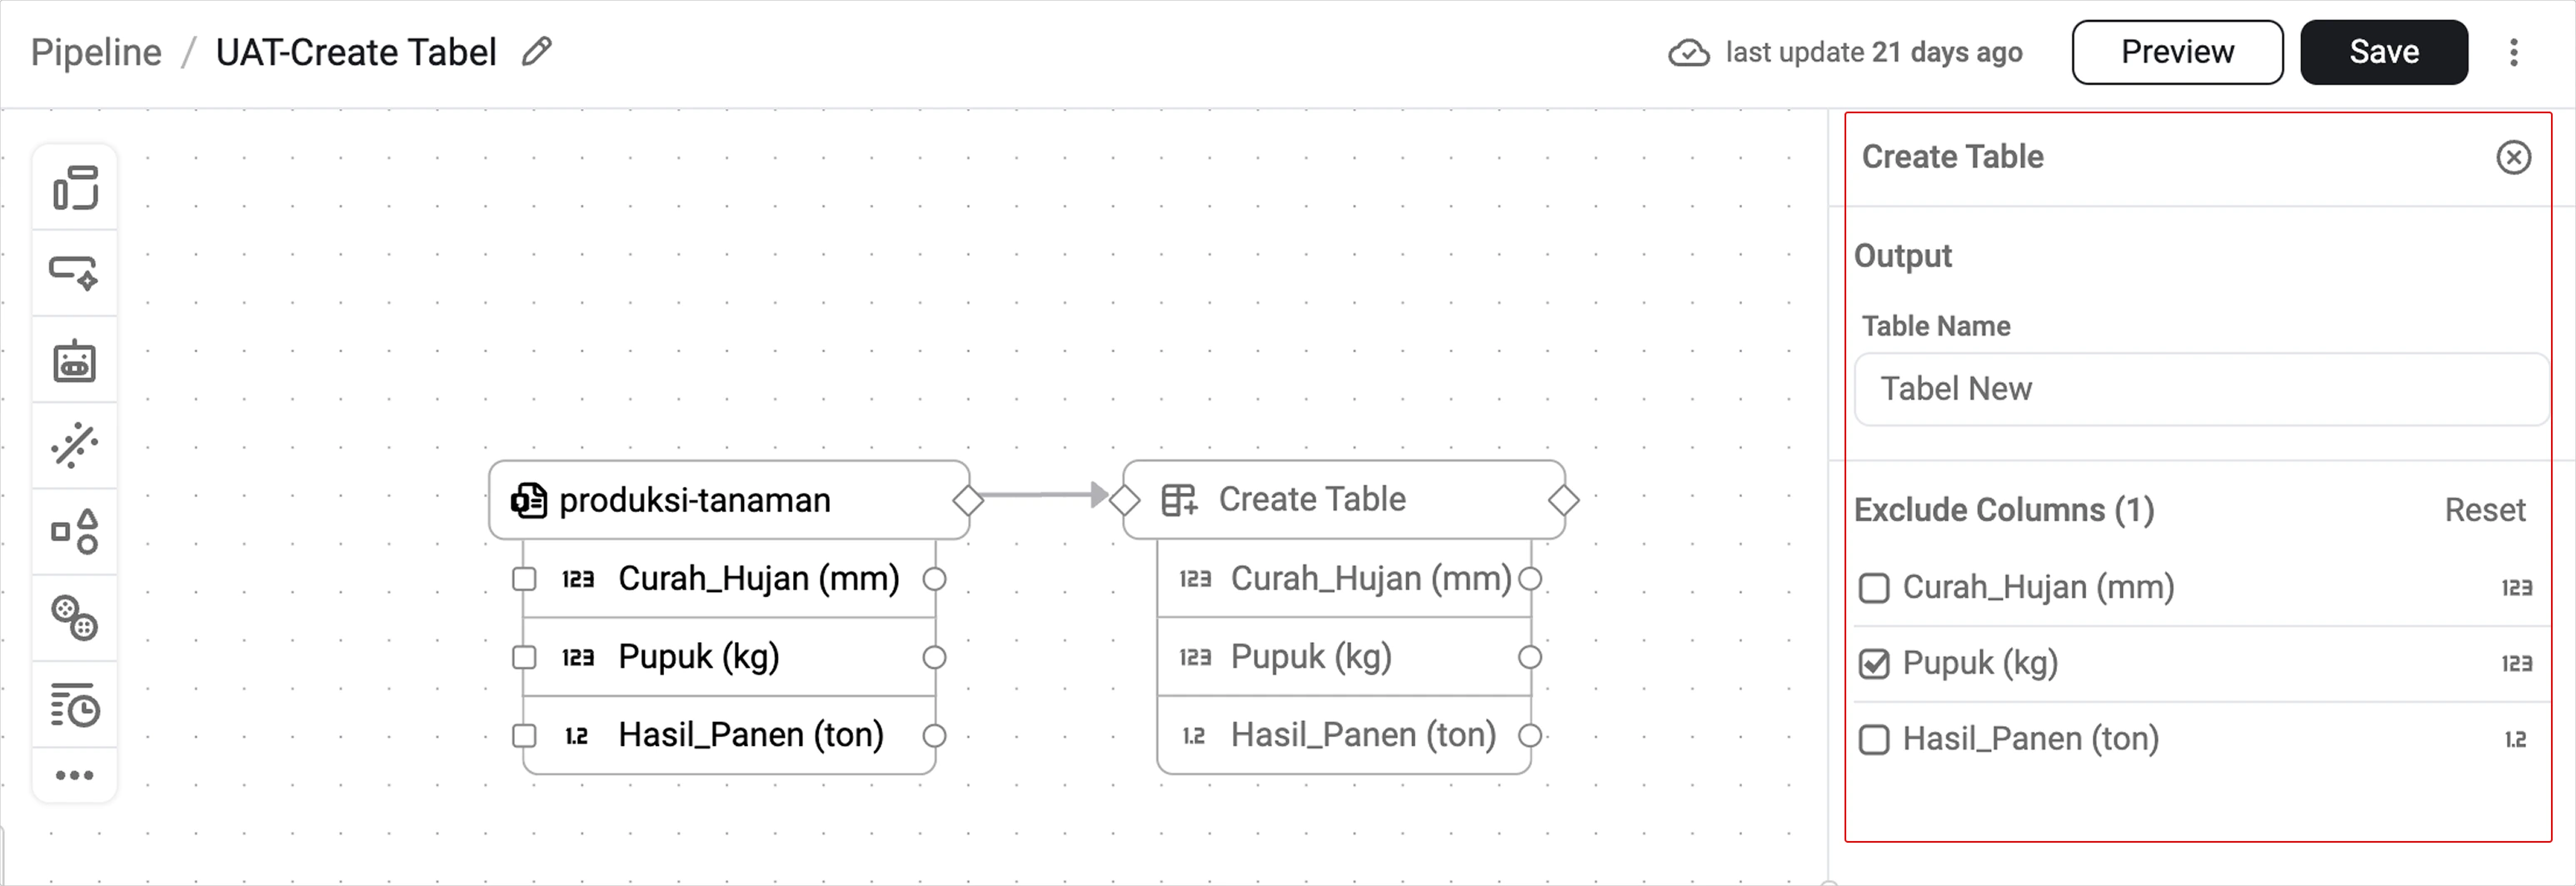 Pipeline / UAT-Create Tabel
last update 21 days ago
Preview
Save
produksi-tanaman
123 Curah_Hujan (mm)
123 Pupuk (kg)
1.2 Hasil_Panen (ton)
Create Table
123 Curah_Hujan (mm)
123 Pupuk (kg)
1.2 Hasil_Panen (ton)
Create Table
Output
Table Name
Tabel New
Exclude Columns (1) Reset
Curah_Hujan (mm) 123
Pupuk (kg) 123
Hasil_Panen (ton) 1.2